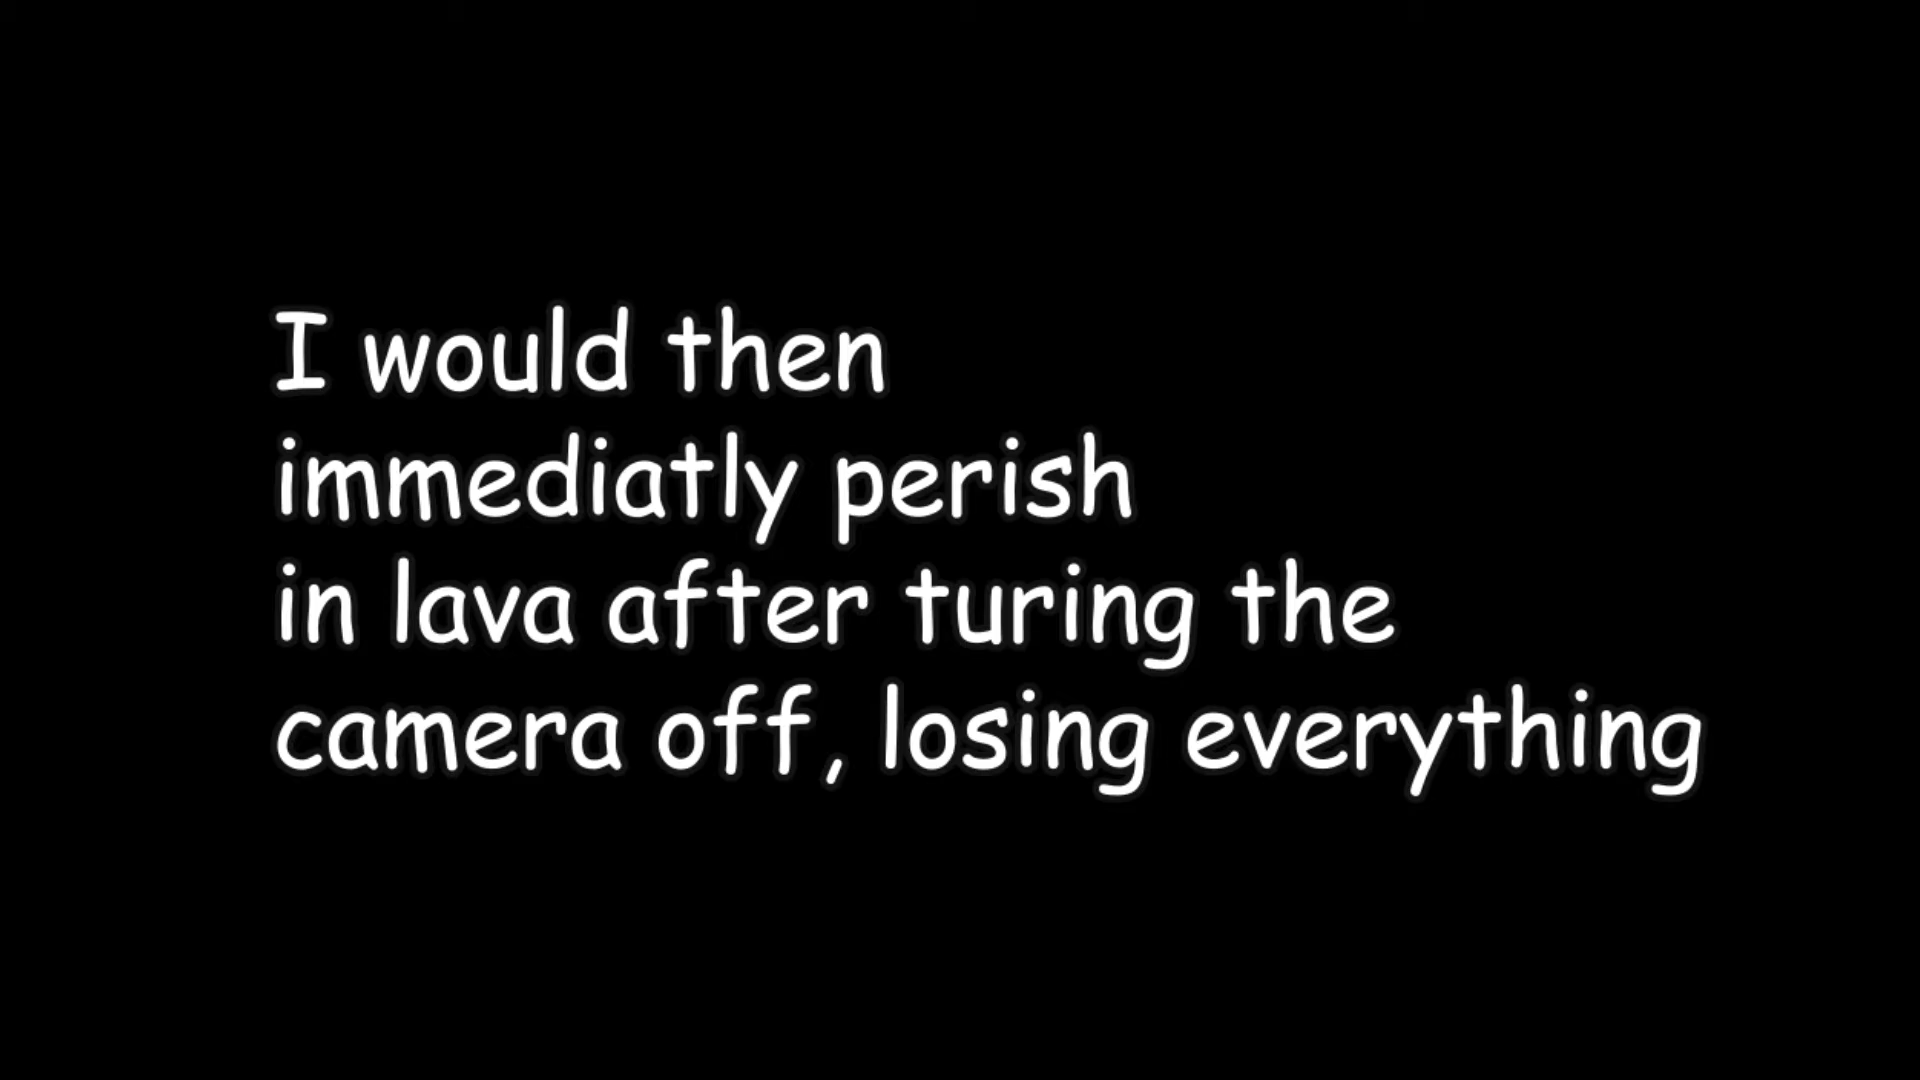 I would then
immediatly perish
in lava after turing the
camera off, losing everything